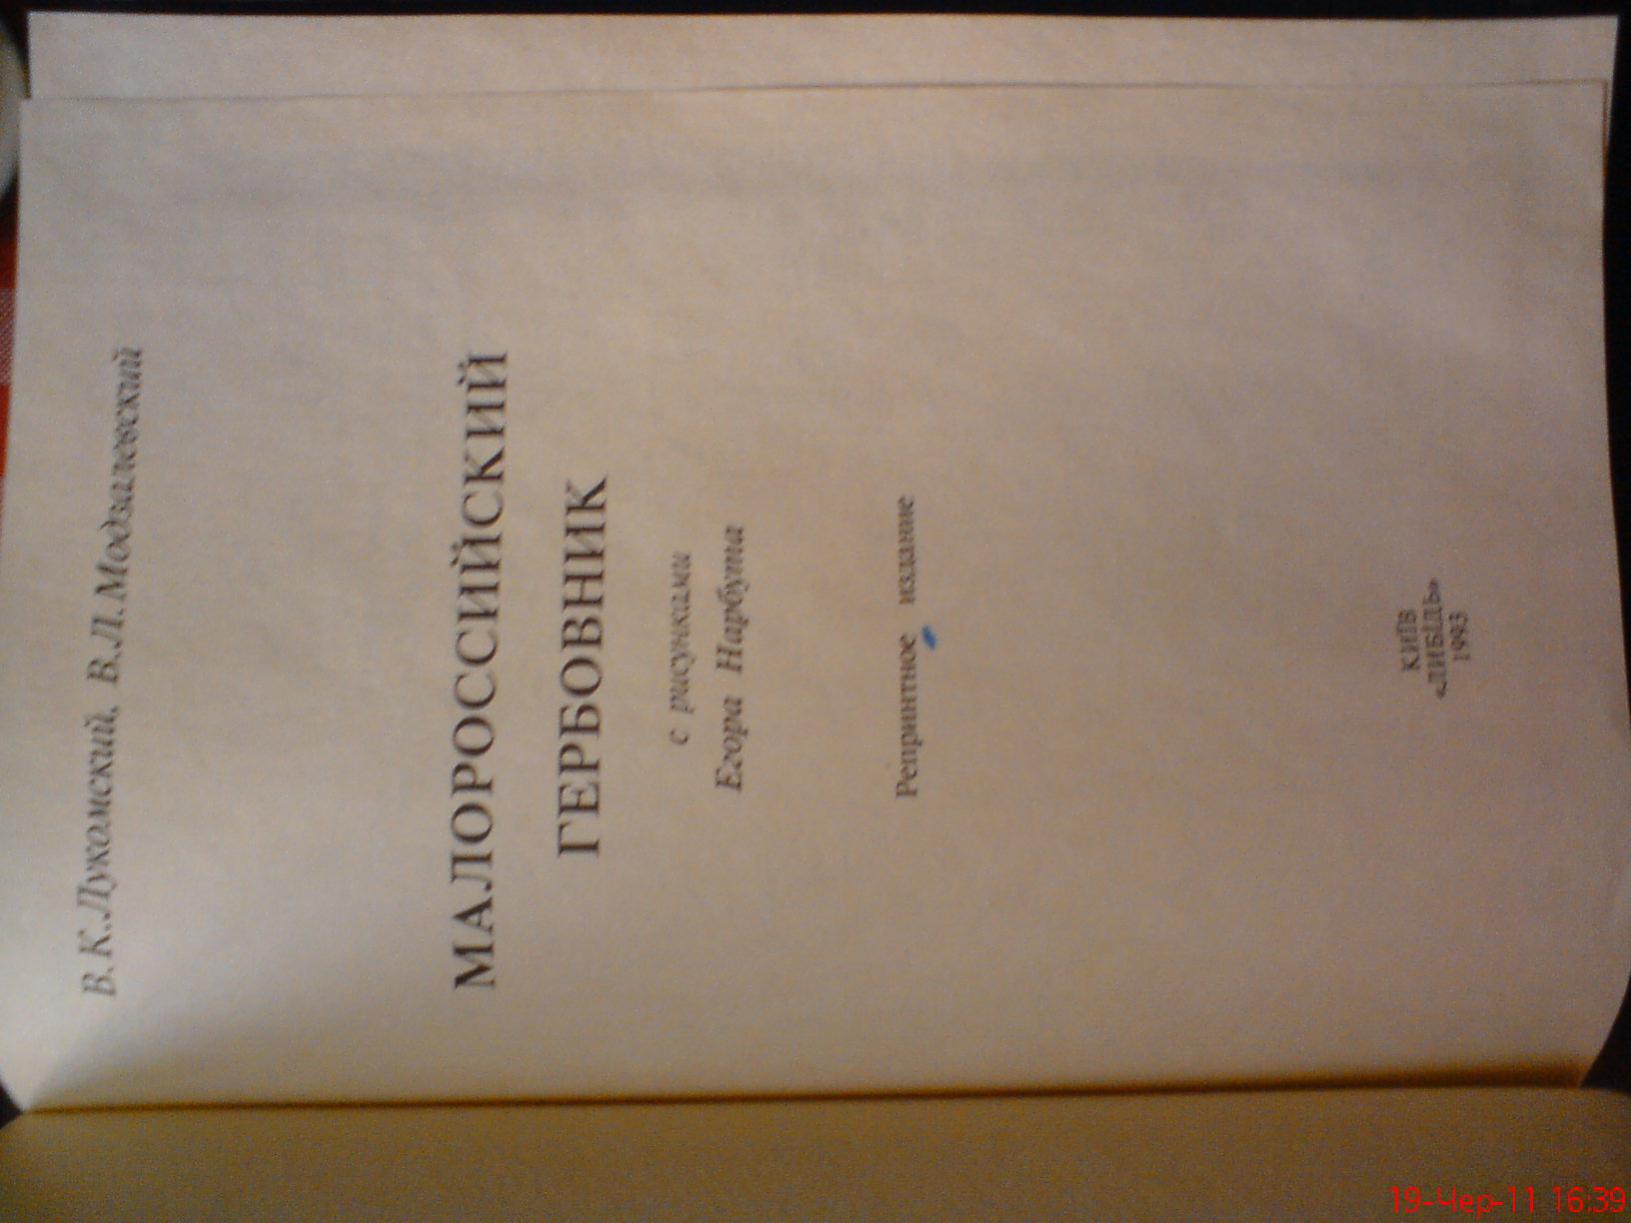 В. К. Лукомский, В. Л. Модзалевский
МАЛОРОССИЙСКИЙ
ГЕРБОВНИК
с рисунками
Егора Нарбута
Репринтное издание
КИЇВ
«ЛИБІДЬ»
1993
19-Чер-11 16:39